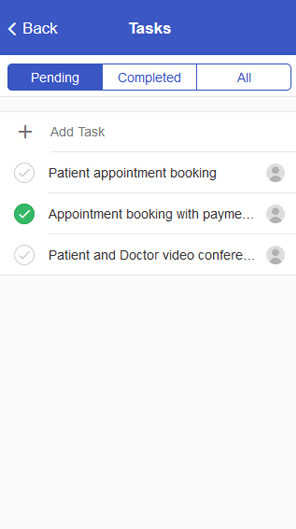 Back
Tasks
Pending
Completed
All
Add Task
Patient appointment booking
Appointment booking with payme...
Patient and Doctor video confere...